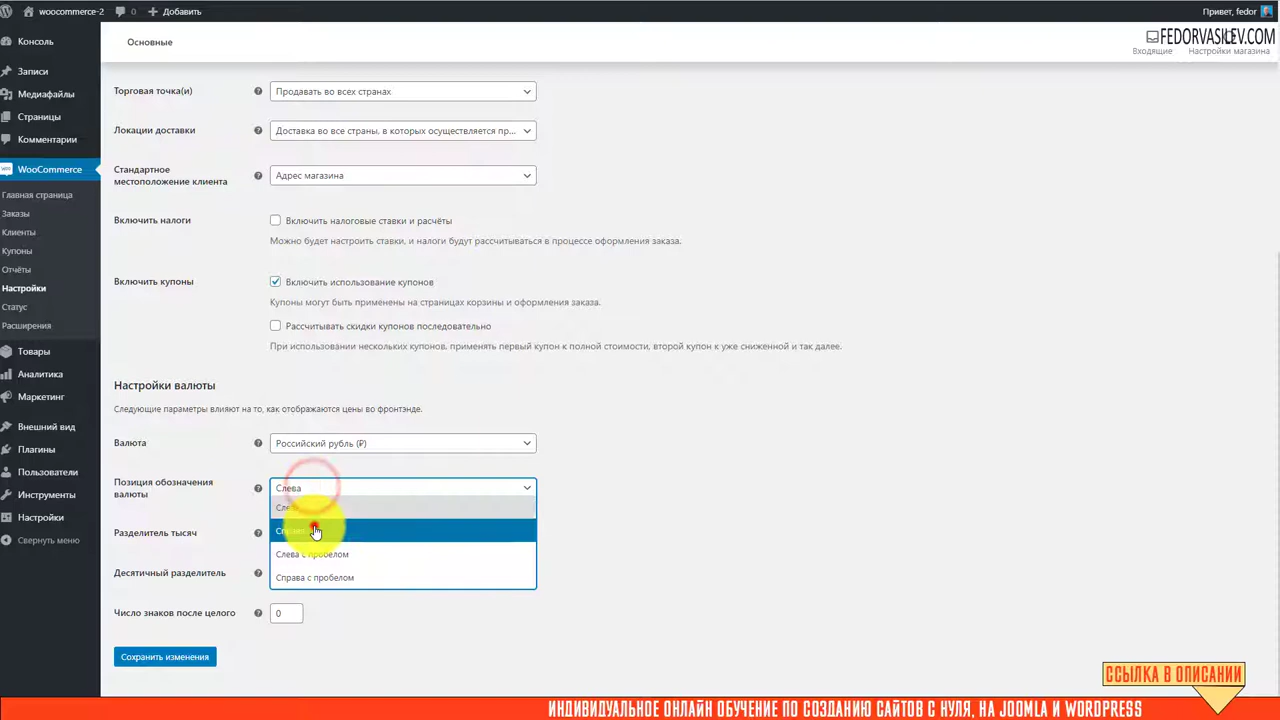 woocommerce-2
0
Добавить
Привет, fedor
Консоль
Записи
Медиафайлы
Страницы
Комментарии
WooCommerce
Главная страница
Заказы
Клиенты
Купоны
Отчёты
Настройки
Статус
Расширения
Товары
Аналитика
Маркетинг
Внешний вид
Плагины
Пользователи
Инструменты
Настройки
Свернуть меню
Основные
Входящие
Настройки магазина
Торговая точка(и)
Продавать во всех странах
Локации доставки
Доставка во все страны, в которых осуществляется пр...
Стандартное
местоположение клиента
Адрес магазина
Включить налоги
Включить налоговые ставки и расчёты
Можно будет настроить ставки, и налоги будут рассчитываться в процессе оформления заказа.
Включить купоны
Включить использование купонов
Купоны могут быть применены на страницах корзины и оформления заказа.
Рассчитывать скидки купонов последовательно
При использовании нескольких купонов, применять первый купон к полной стоимости, второй купон к уже сниженной и так далее.
Настройки валюты
Следующие параметры влияют на то, как отображаются цены во фронтэнде.
Валюта
Российский рубль (₽)
Позиция обозначения
валюты
Слева
Слева
Справа
Слева с пробелом
Справа с пробелом
Разделитель тысяч
Десятичный разделитель
Число знаков после целого
0
Сохранить изменения
ССЫЛКА В ОПИСАНИИ
ИНДИВИДУАЛЬНОЕ ОНЛАЙН ОБУЧЕНИЕ ПО СОЗДАНИЮ САЙТОВ С НУЛЯ, НА JOOMLA И WORDPRESS